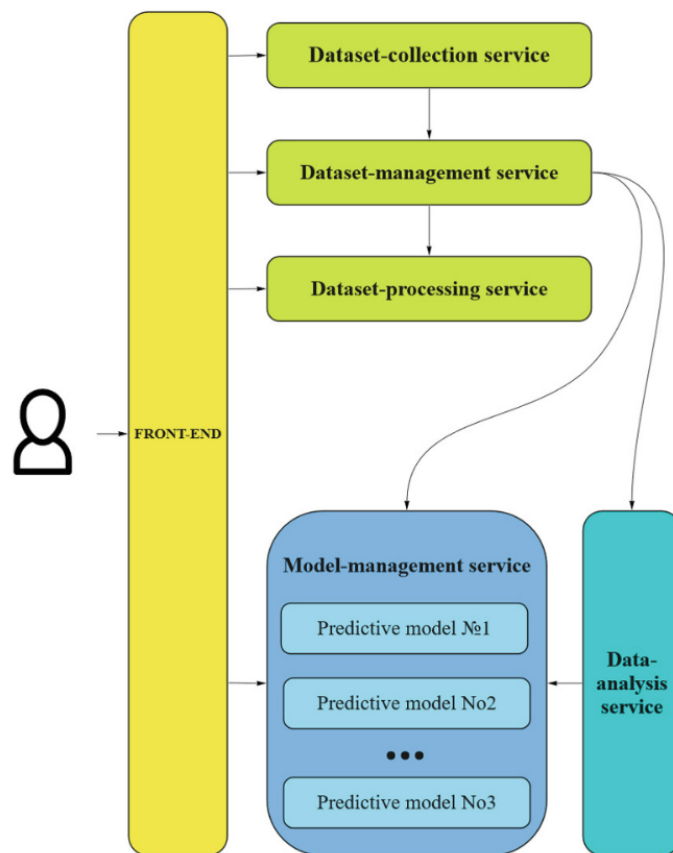 Dataset-collection service
Dataset-management service
Dataset-processing service
FRONT-END
Model-management service
Predictive model №1
Predictive model No2
•••
Predictive model No3
Data-
analysis
service